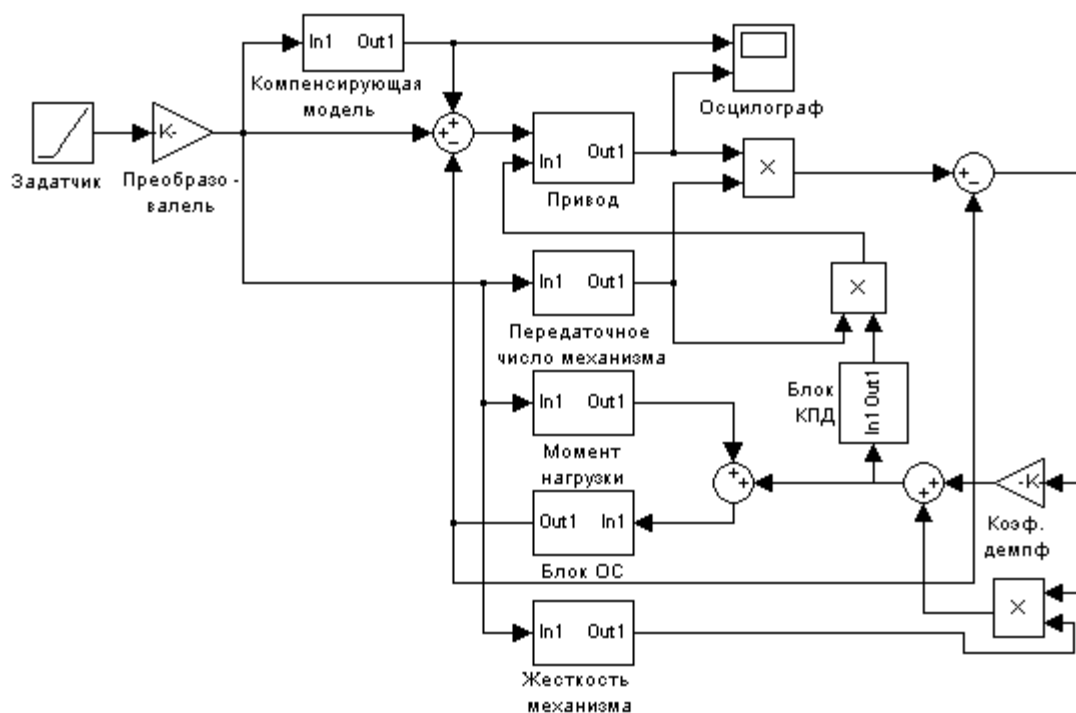 In1 Out1
Компенсирующая
модель
Осцилограф
K-
Задатчик
Преобразо -
валель
In1
Out1
Привод
In1 Out1
Передаточное
число механизма
In1 Out1
Блок
КПД
In1 Out1
Момент
нагрузки
-K
Коэф.
демпф
Out1 In1
Блок ОС
In1 Out1
Жесткость
механизма